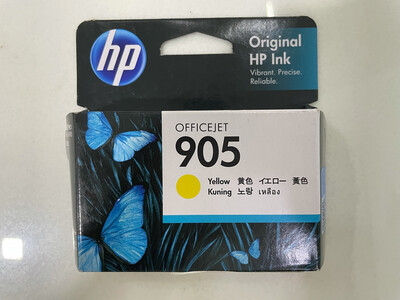 hp
Original
HP Ink
Vibrant. Precise.
Reliable.
OFFICEJET
905
Yellow 黄色 イエロー 黃色
Kuning 노랑 เหลือง